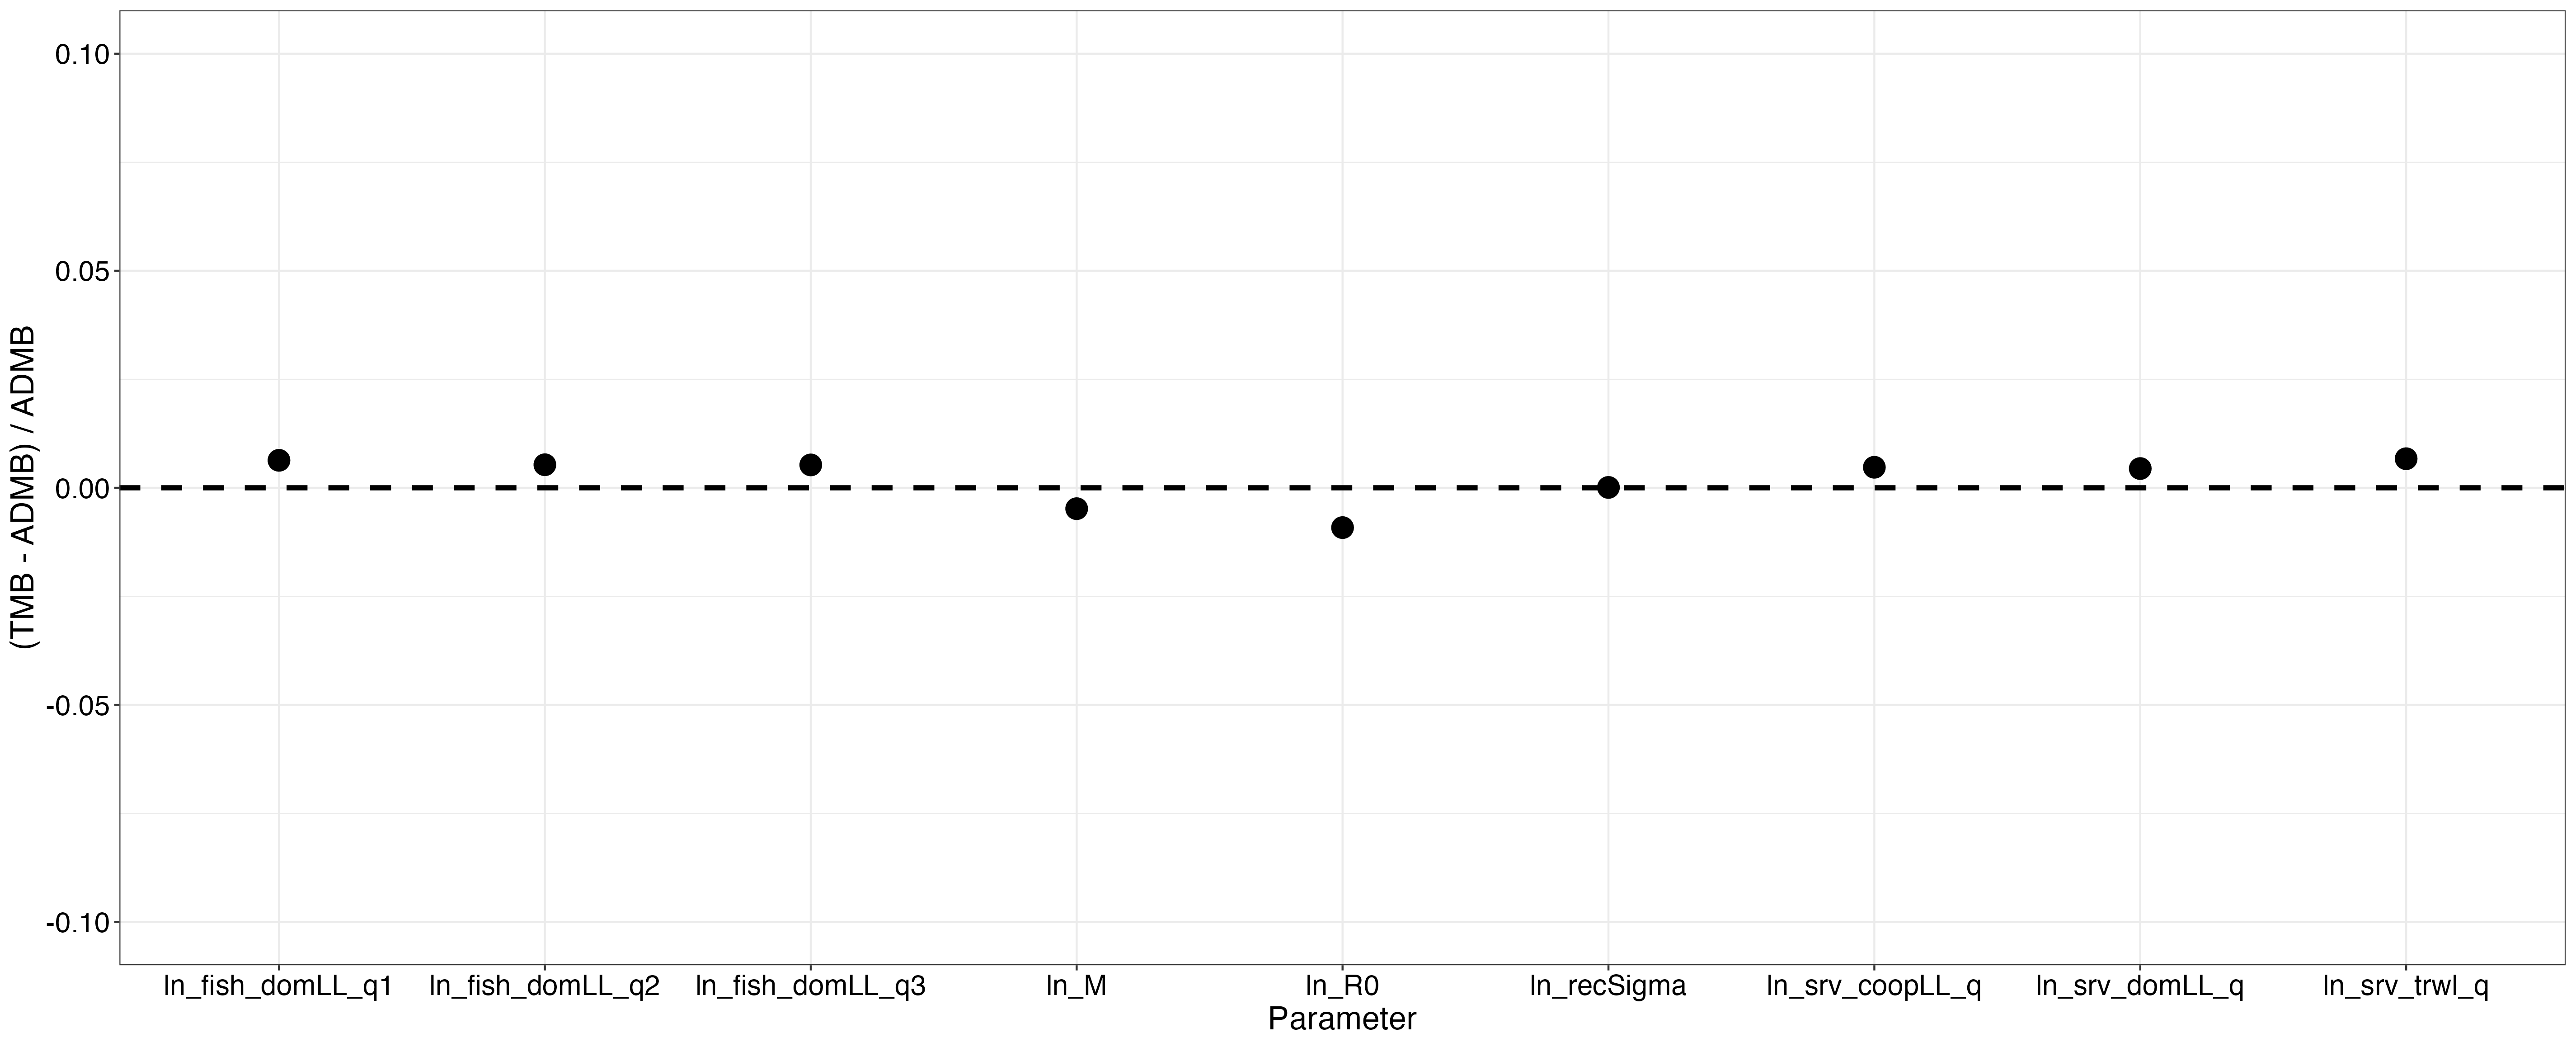 (TMB - ADMB) / ADMB
0.10
0.05
0.00
-0.05
-0.10
ln_fish_domLL_q1 ln_fish_domLL_q2 ln_fish_domLL_q3 ln_M ln_R0 ln_recSigma ln_srv_coopLL_q ln_srv_domLL_q ln_srv_trwl_q
Parameter